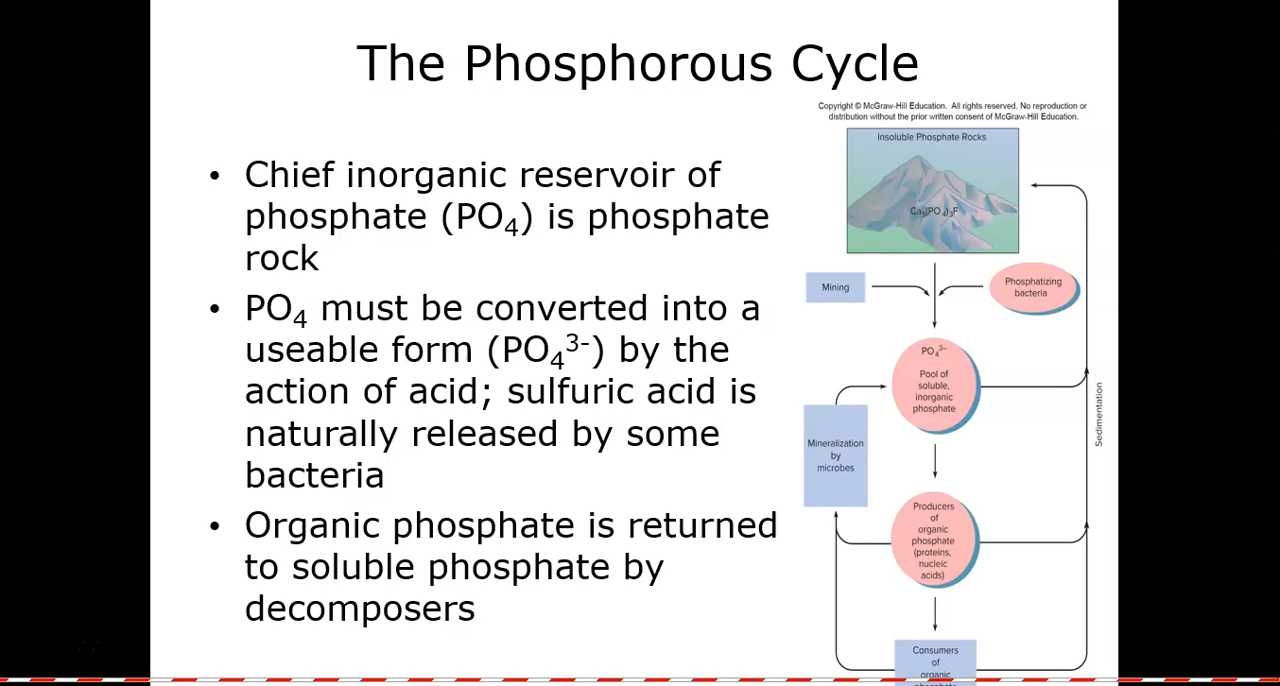 The Phosphorous Cycle
Copyright © McGraw-Hill Education. All rights reserved. No reproduction or
distribution without the prior written consent of McGraw-Hill Education.
• Chief inorganic reservoir of
phosphate (PO₄) is phosphate
rock
• PO₄ must be converted into a
useable form (PO₄³⁻) by the
action of acid; sulfuric acid is
naturally released by some
bacteria
• Organic phosphate is returned
to soluble phosphate by
decomposers
Insoluble Phosphate Rocks
Ca₅(PO₄)₃F
Mining
Phosphatizing
bacteria
PO₄³⁻
Pool of
soluble,
inorganic
phosphate
Sedimentation
Mineralization
by
microbes
Producers
of
organic
phosphate
(proteins,
nucleic
acids)
Consumers
of
organic
phosphate